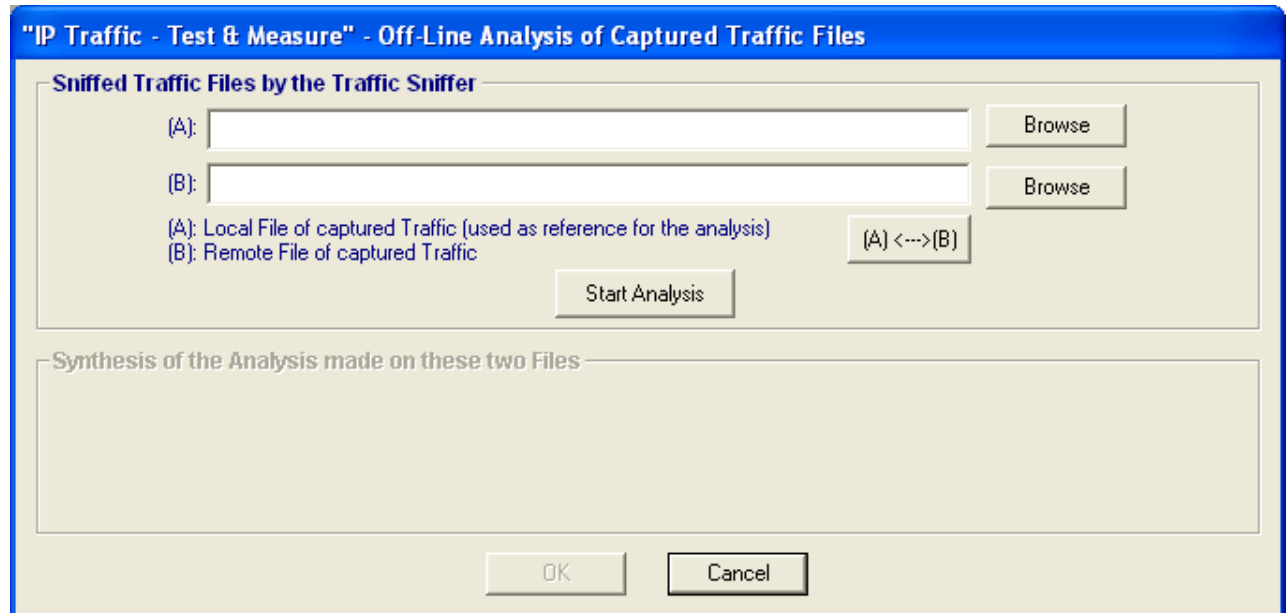 "IP Traffic - Test & Measure" - Off-Line Analysis of Captured Traffic Files
Sniffed Traffic Files by the Traffic Sniffer
(A):
Browse
(B):
Browse
(A): Local File of captured Traffic (used as reference for the analysis)
(B): Remote File of captured Traffic
(A) <--->(B)
Start Analysis
Synthesis of the Analysis made on these two Files
OK
Cancel